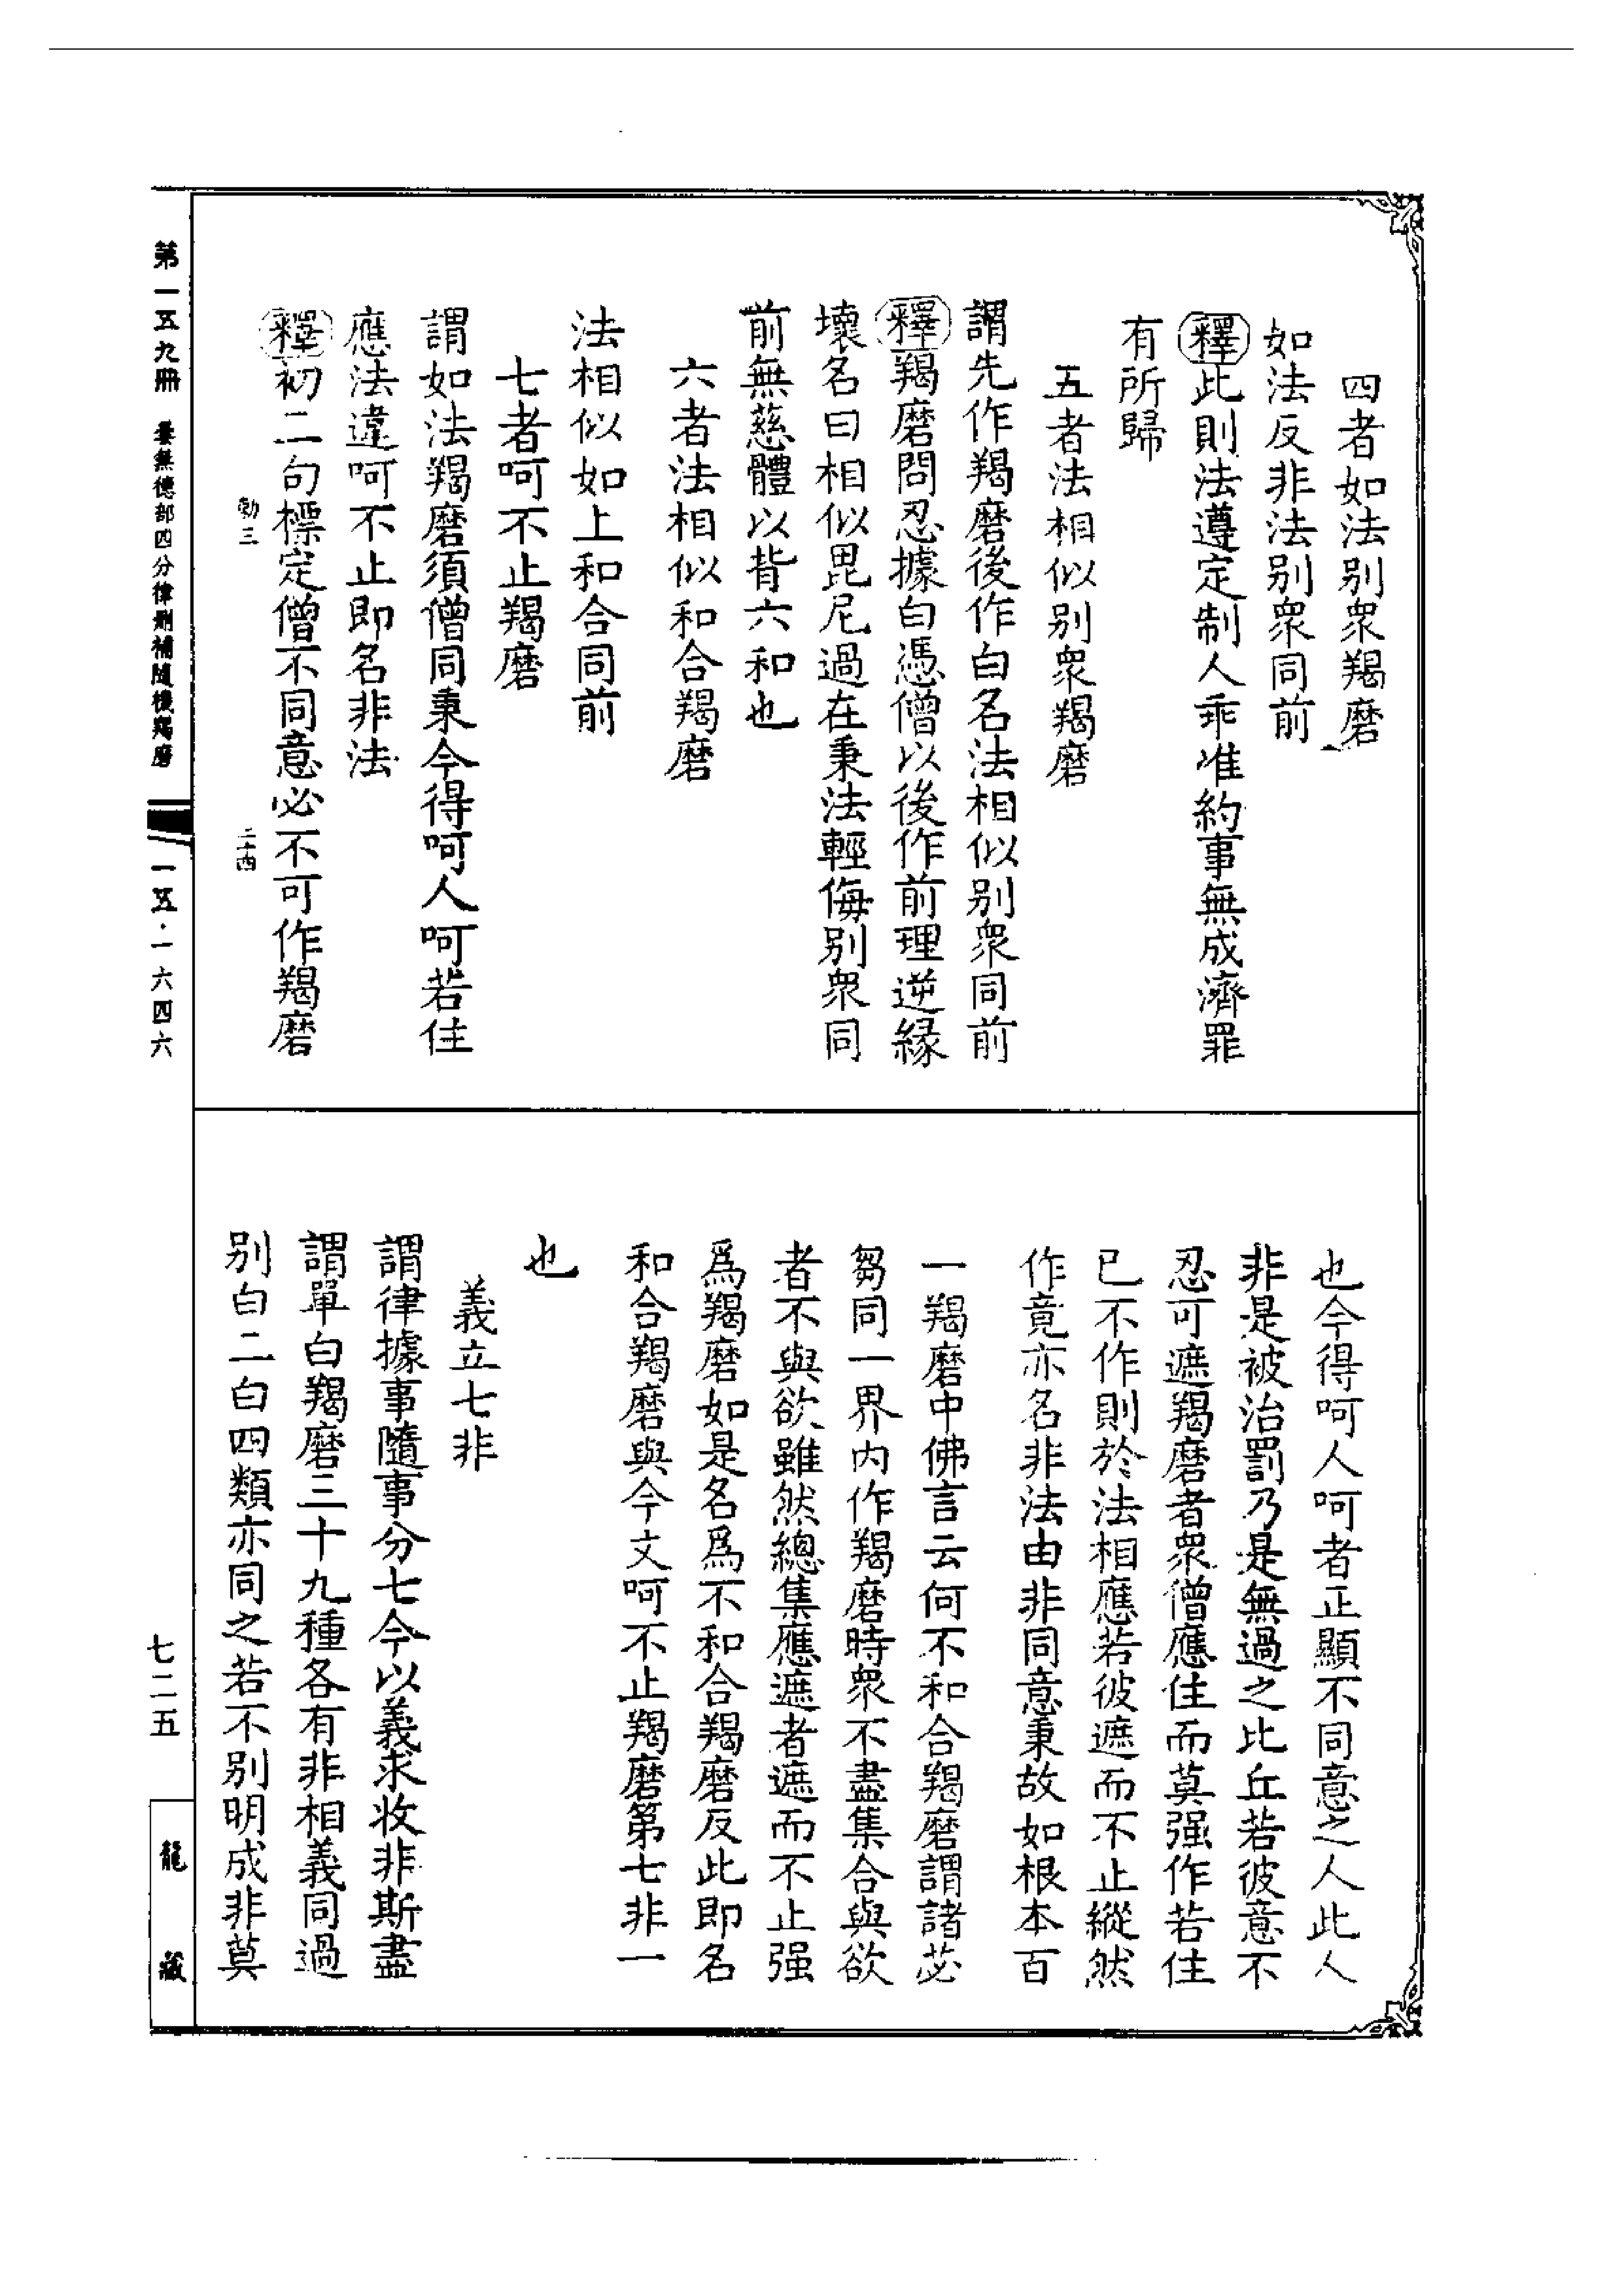 四者如法別衆羯磨
如法反非法別衆同前
釋此則法遵定制人乖准約事無成濟罪
有所歸
五者法相似別衆羯磨
謂先作羯磨後作白名法相似別衆同前
釋羯磨問忍據白憑僧以後作前理逆緣
壞名曰相似毘尼過在秉法輕侮別衆同
前無慈體以背六和也
六者法相似和合羯磨
法相似如上和合同前
七者呵不止羯磨
謂如法羯磨須僧同秉今得呵人呵若住
應法違呵不止即名非法
釋初二句標定僧不同意必不可作羯磨
勒三
二十四
也今得呵人呵者正顯不同意之人此人
非是被治罰乃是無過之比丘若彼意不
忍可遮羯磨者衆僧應住而莫强作若住
已不作則於法相應若彼遮而不止縱然
作竟亦名非法由非同意秉故如根本百
一羯磨中佛言云何不和合羯磨謂諸苾
芻同一界内作羯磨時衆不盡集合與欲
者不與欲雖然總集應遮者遮而不止强
爲羯磨如是名爲不和合羯磨反此即名
和合羯磨與今文呵不止羯磨第七非一
也
義立七非
謂律據事隨事分七今以義求收非斯盡
謂單白羯磨三十九種各有非相義同過
別白二白四類亦同之若不別明成非莫
第一五九冊 曇無德部四分律刪補隨機羯磨
一五·一六四六
七二五
龍藏